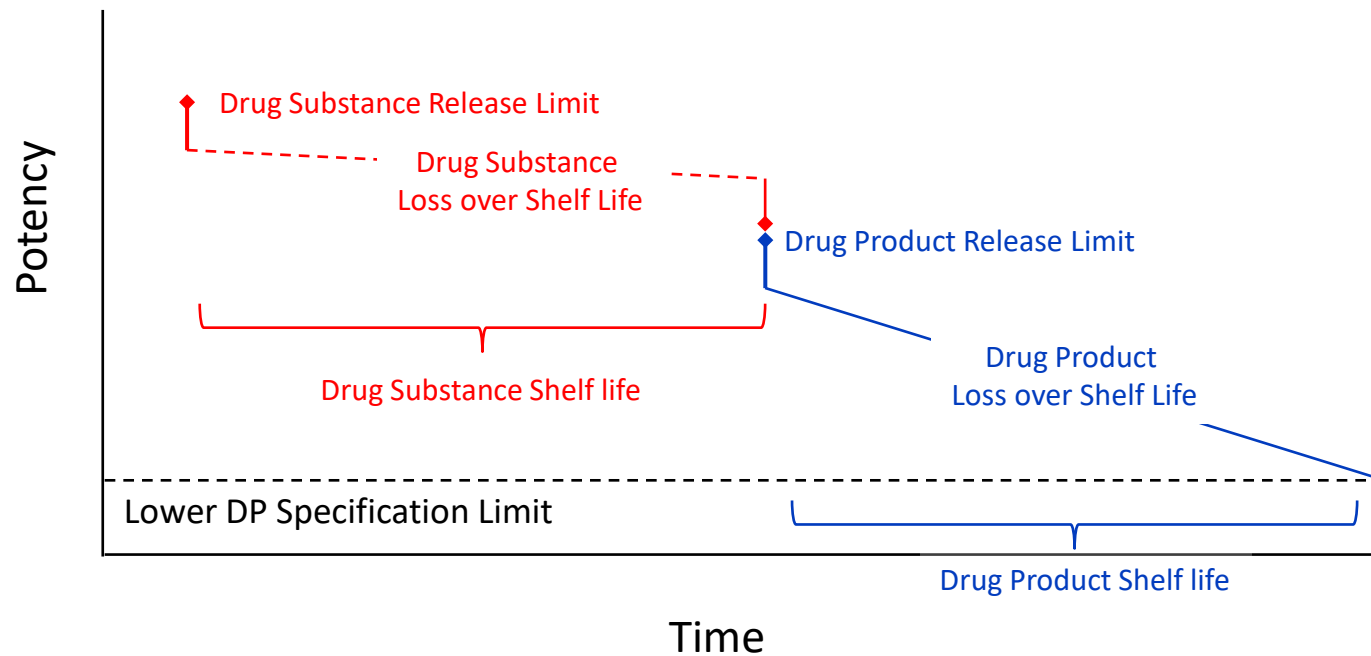 Potency
Drug Substance Release Limit
Drug Substance
Loss over Shelf Life
Drug Product Release Limit
Drug Substance Shelf life
Drug Product
Loss over Shelf Life
Lower DP Specification Limit
Drug Product Shelf life
Time